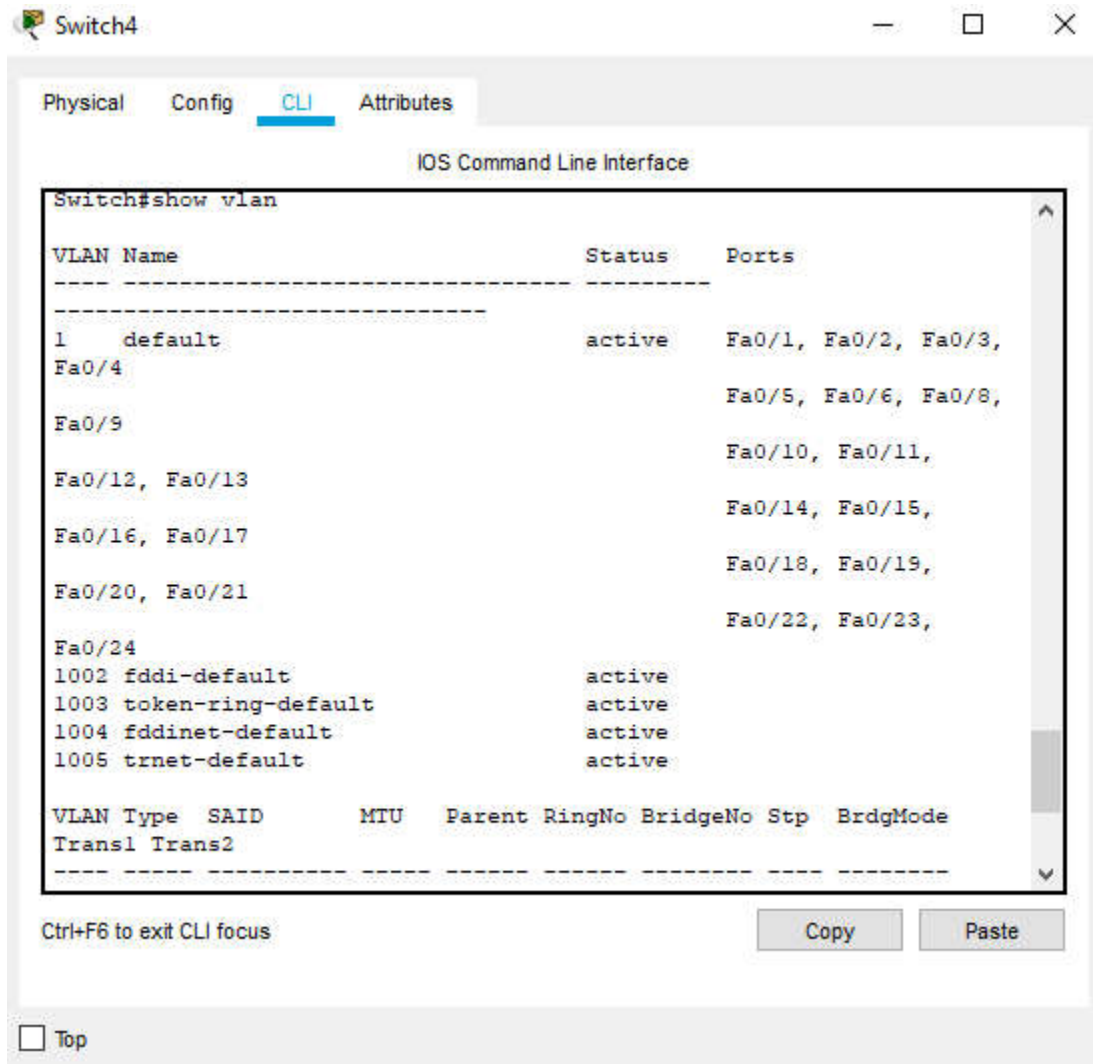 Switch4
Physical Config CLI Attributes
IOS Command Line Interface
Switch#show vlan
VLAN Name Status Ports
---- -------------------------------- ---------
-------------------------------
1 default active Fa0/1, Fa0/2, Fa0/3,
Fa0/4
Fa0/5, Fa0/6, Fa0/8,
Fa0/9
Fa0/10, Fa0/11,
Fa0/12, Fa0/13
Fa0/14, Fa0/15,
Fa0/16, Fa0/17
Fa0/18, Fa0/19,
Fa0/20, Fa0/21
Fa0/22, Fa0/23,
Fa0/24
1002 fddi-default active
1003 token-ring-default active
1004 fddinet-default active
1005 trnet-default active
VLAN Type SAID MTU Parent RingNo BridgeNo Stp BrdgMode
Trans1 Trans2
---- ----- ---------- ----- ------ ------ -------- ---- --------
Ctrl+F6 to exit CLI focus
Copy Paste
Top